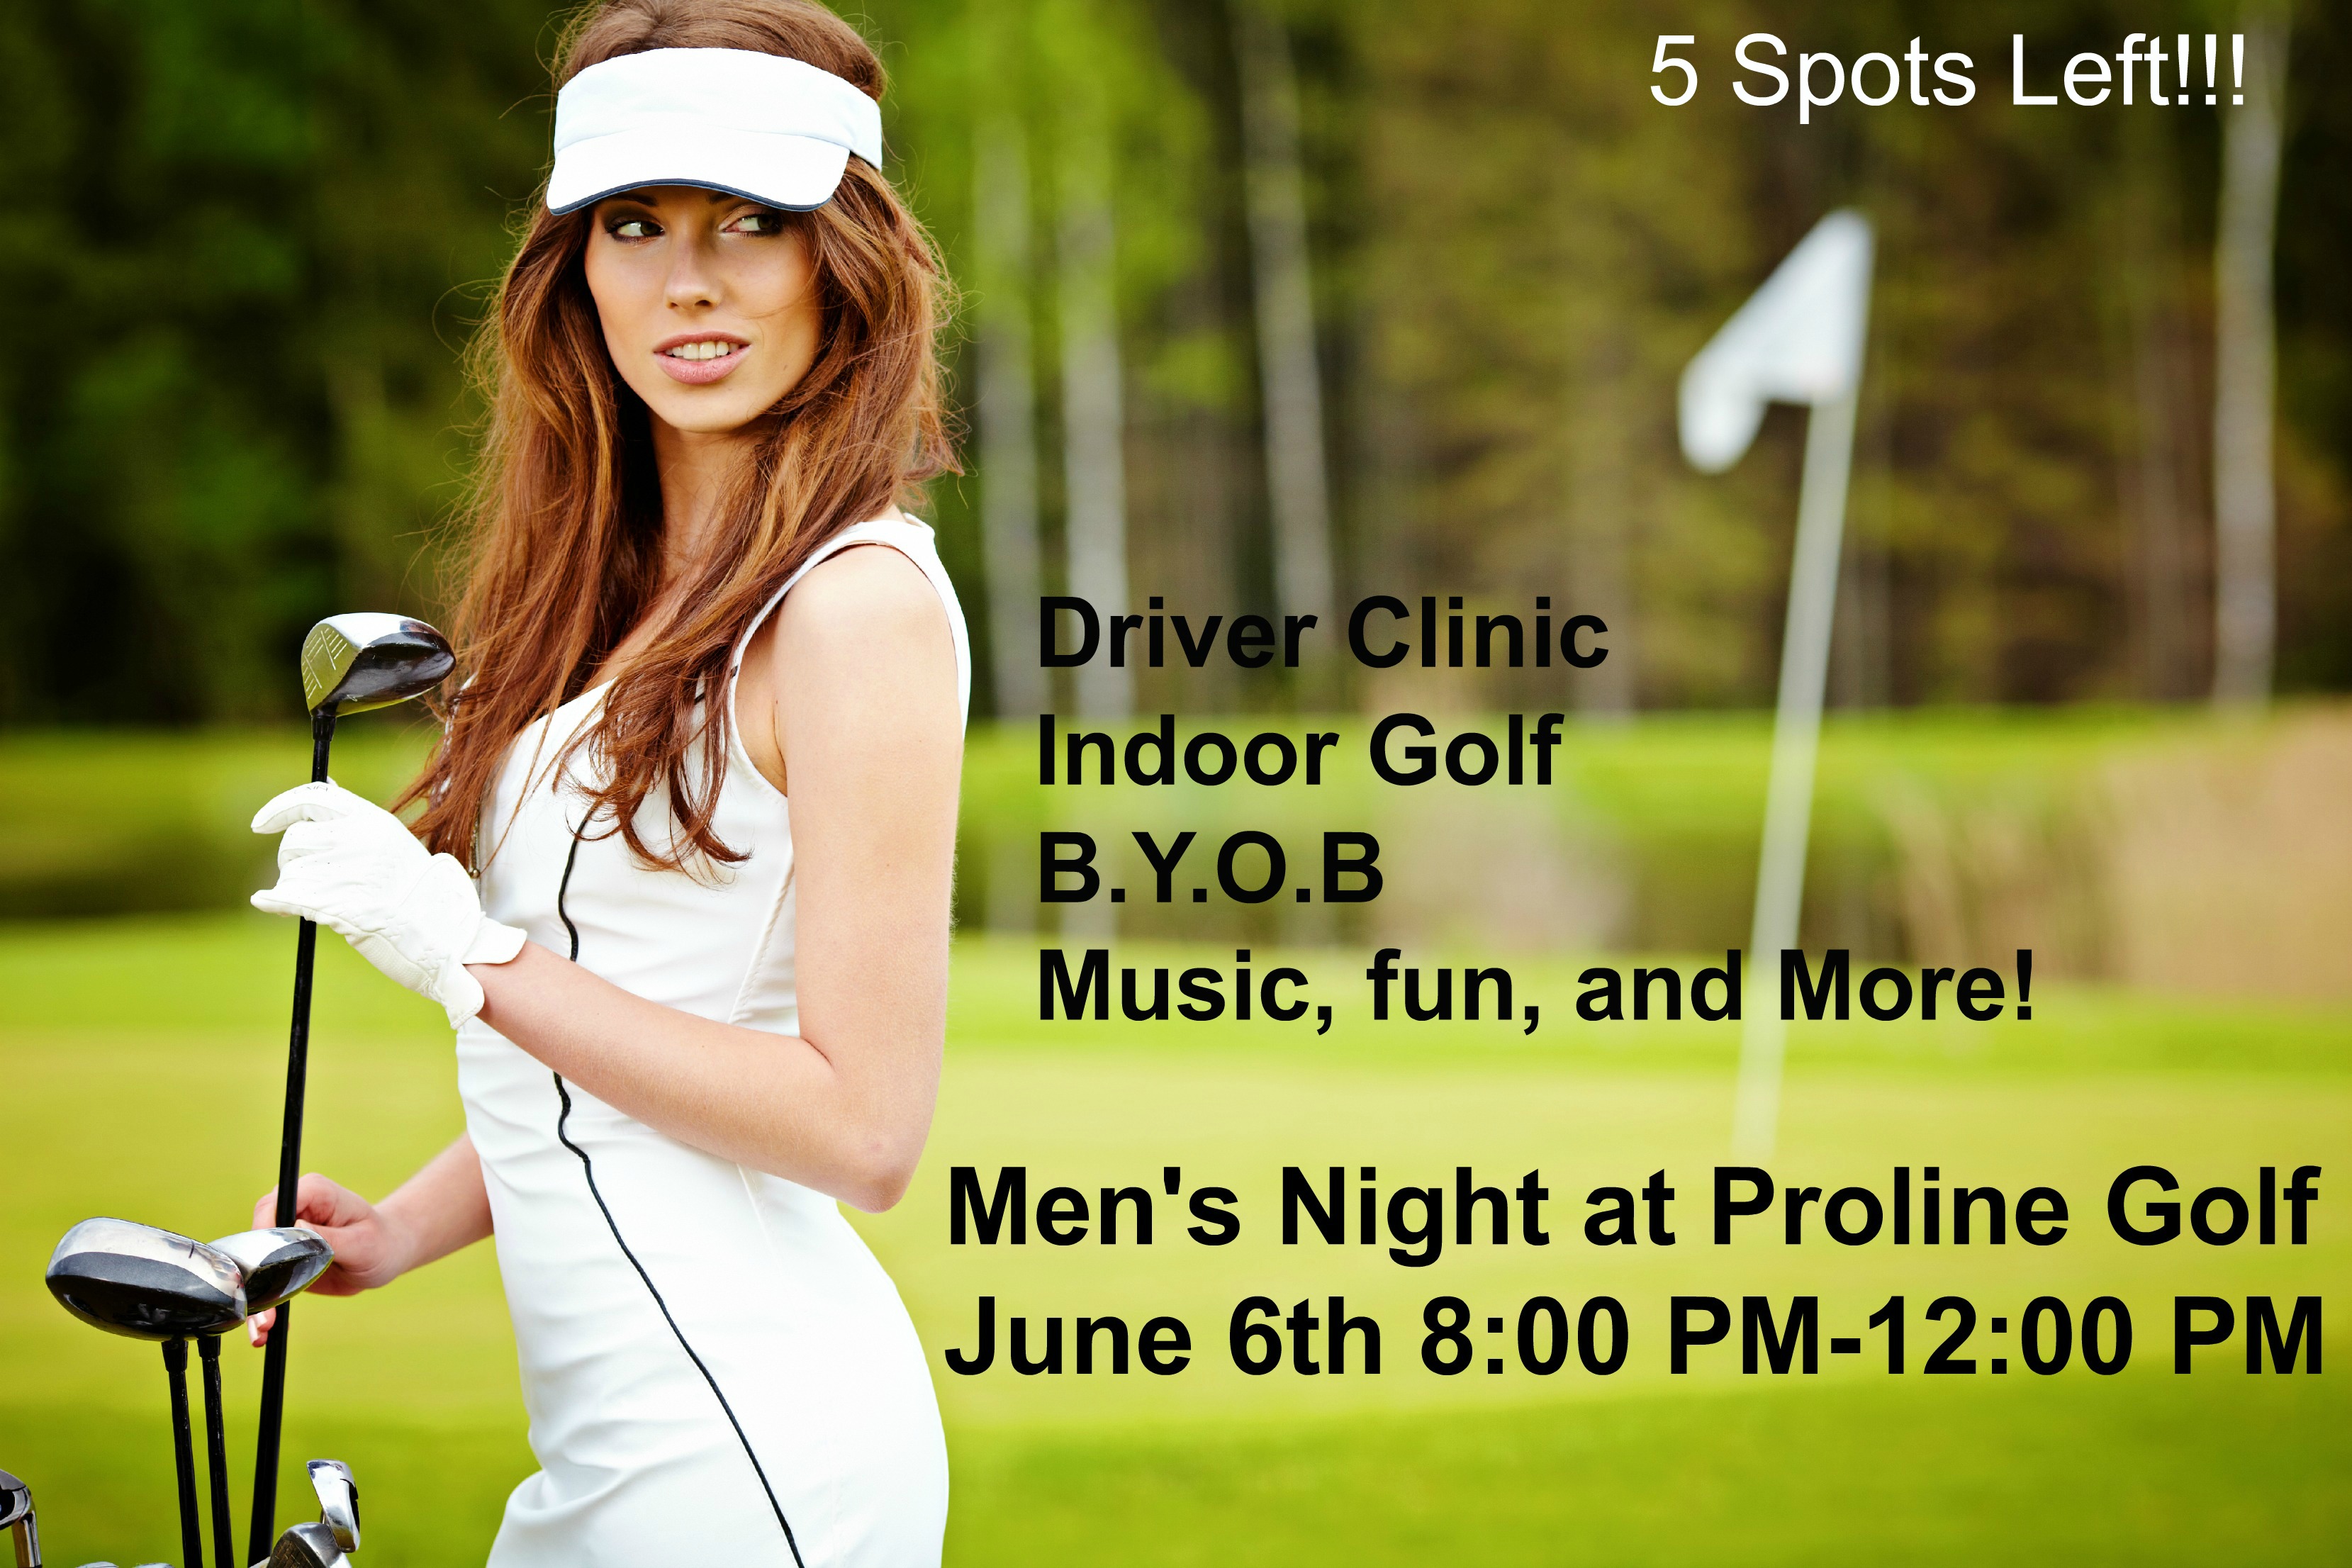 5 Spots Left!!!
Driver Clinic
Indoor Golf
B.Y.O.B
Music, fun, and More!
Men's Night at Proline Golf
June 6th 8:00 PM-12:00 PM